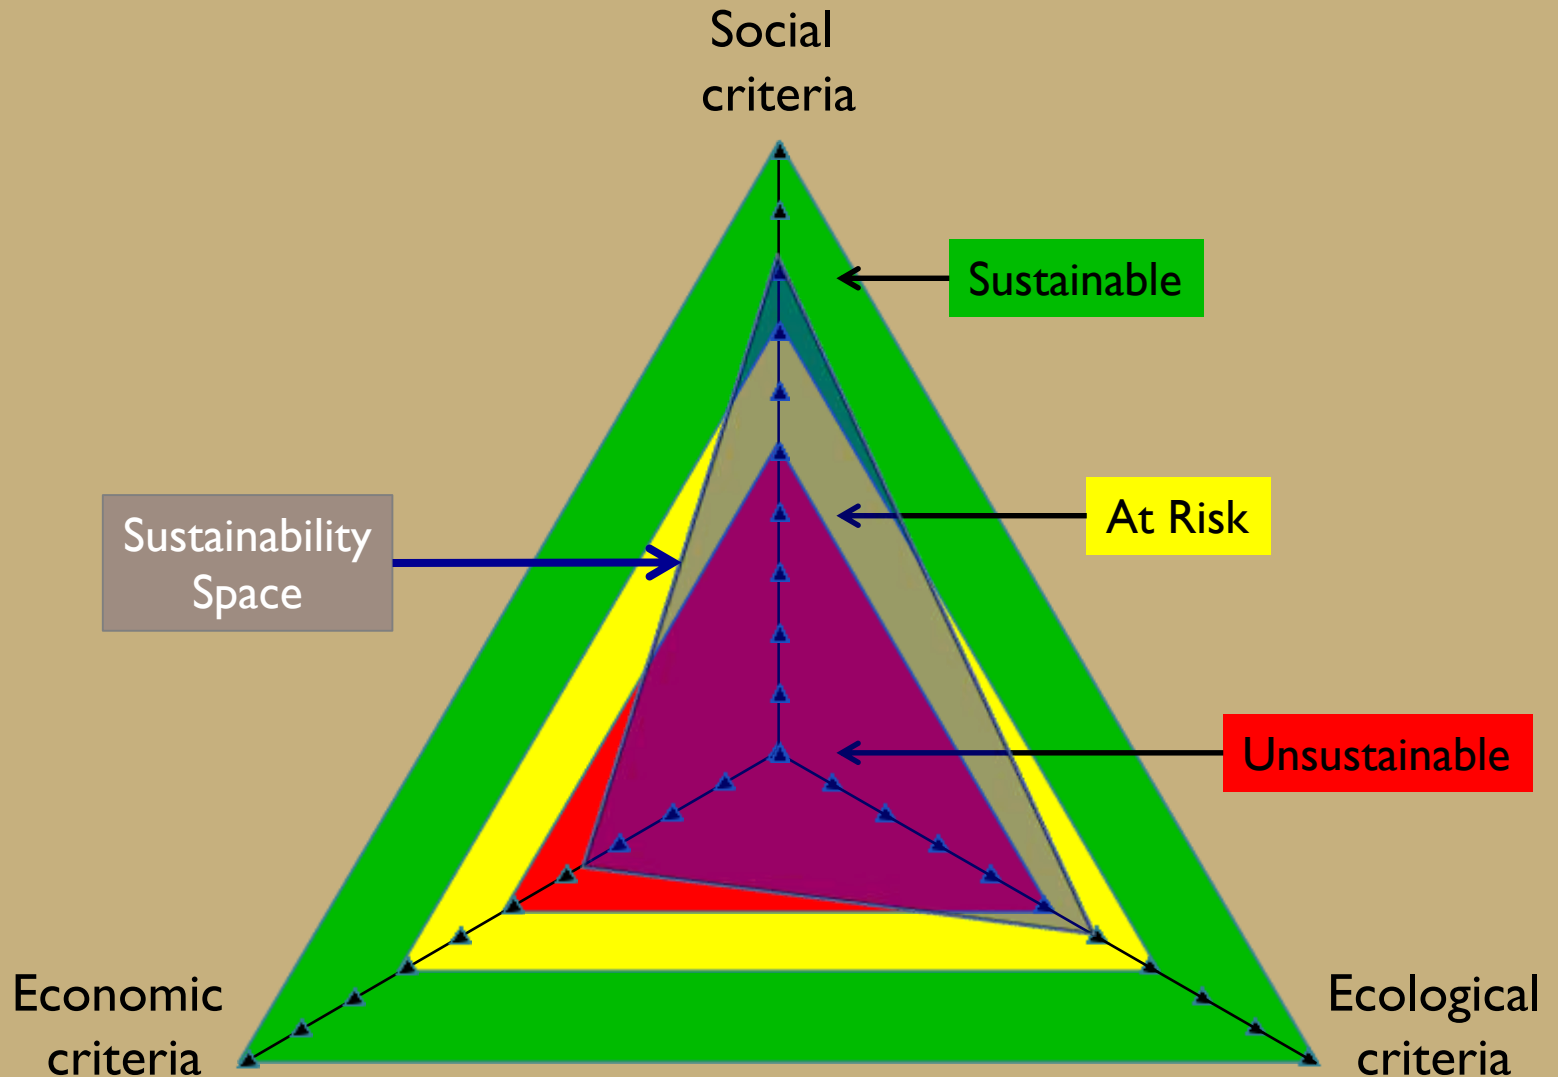 Social
criteria
Sustainable
At Risk
Sustainability
Space
Unsustainable
Economic
criteria
Ecological
criteria